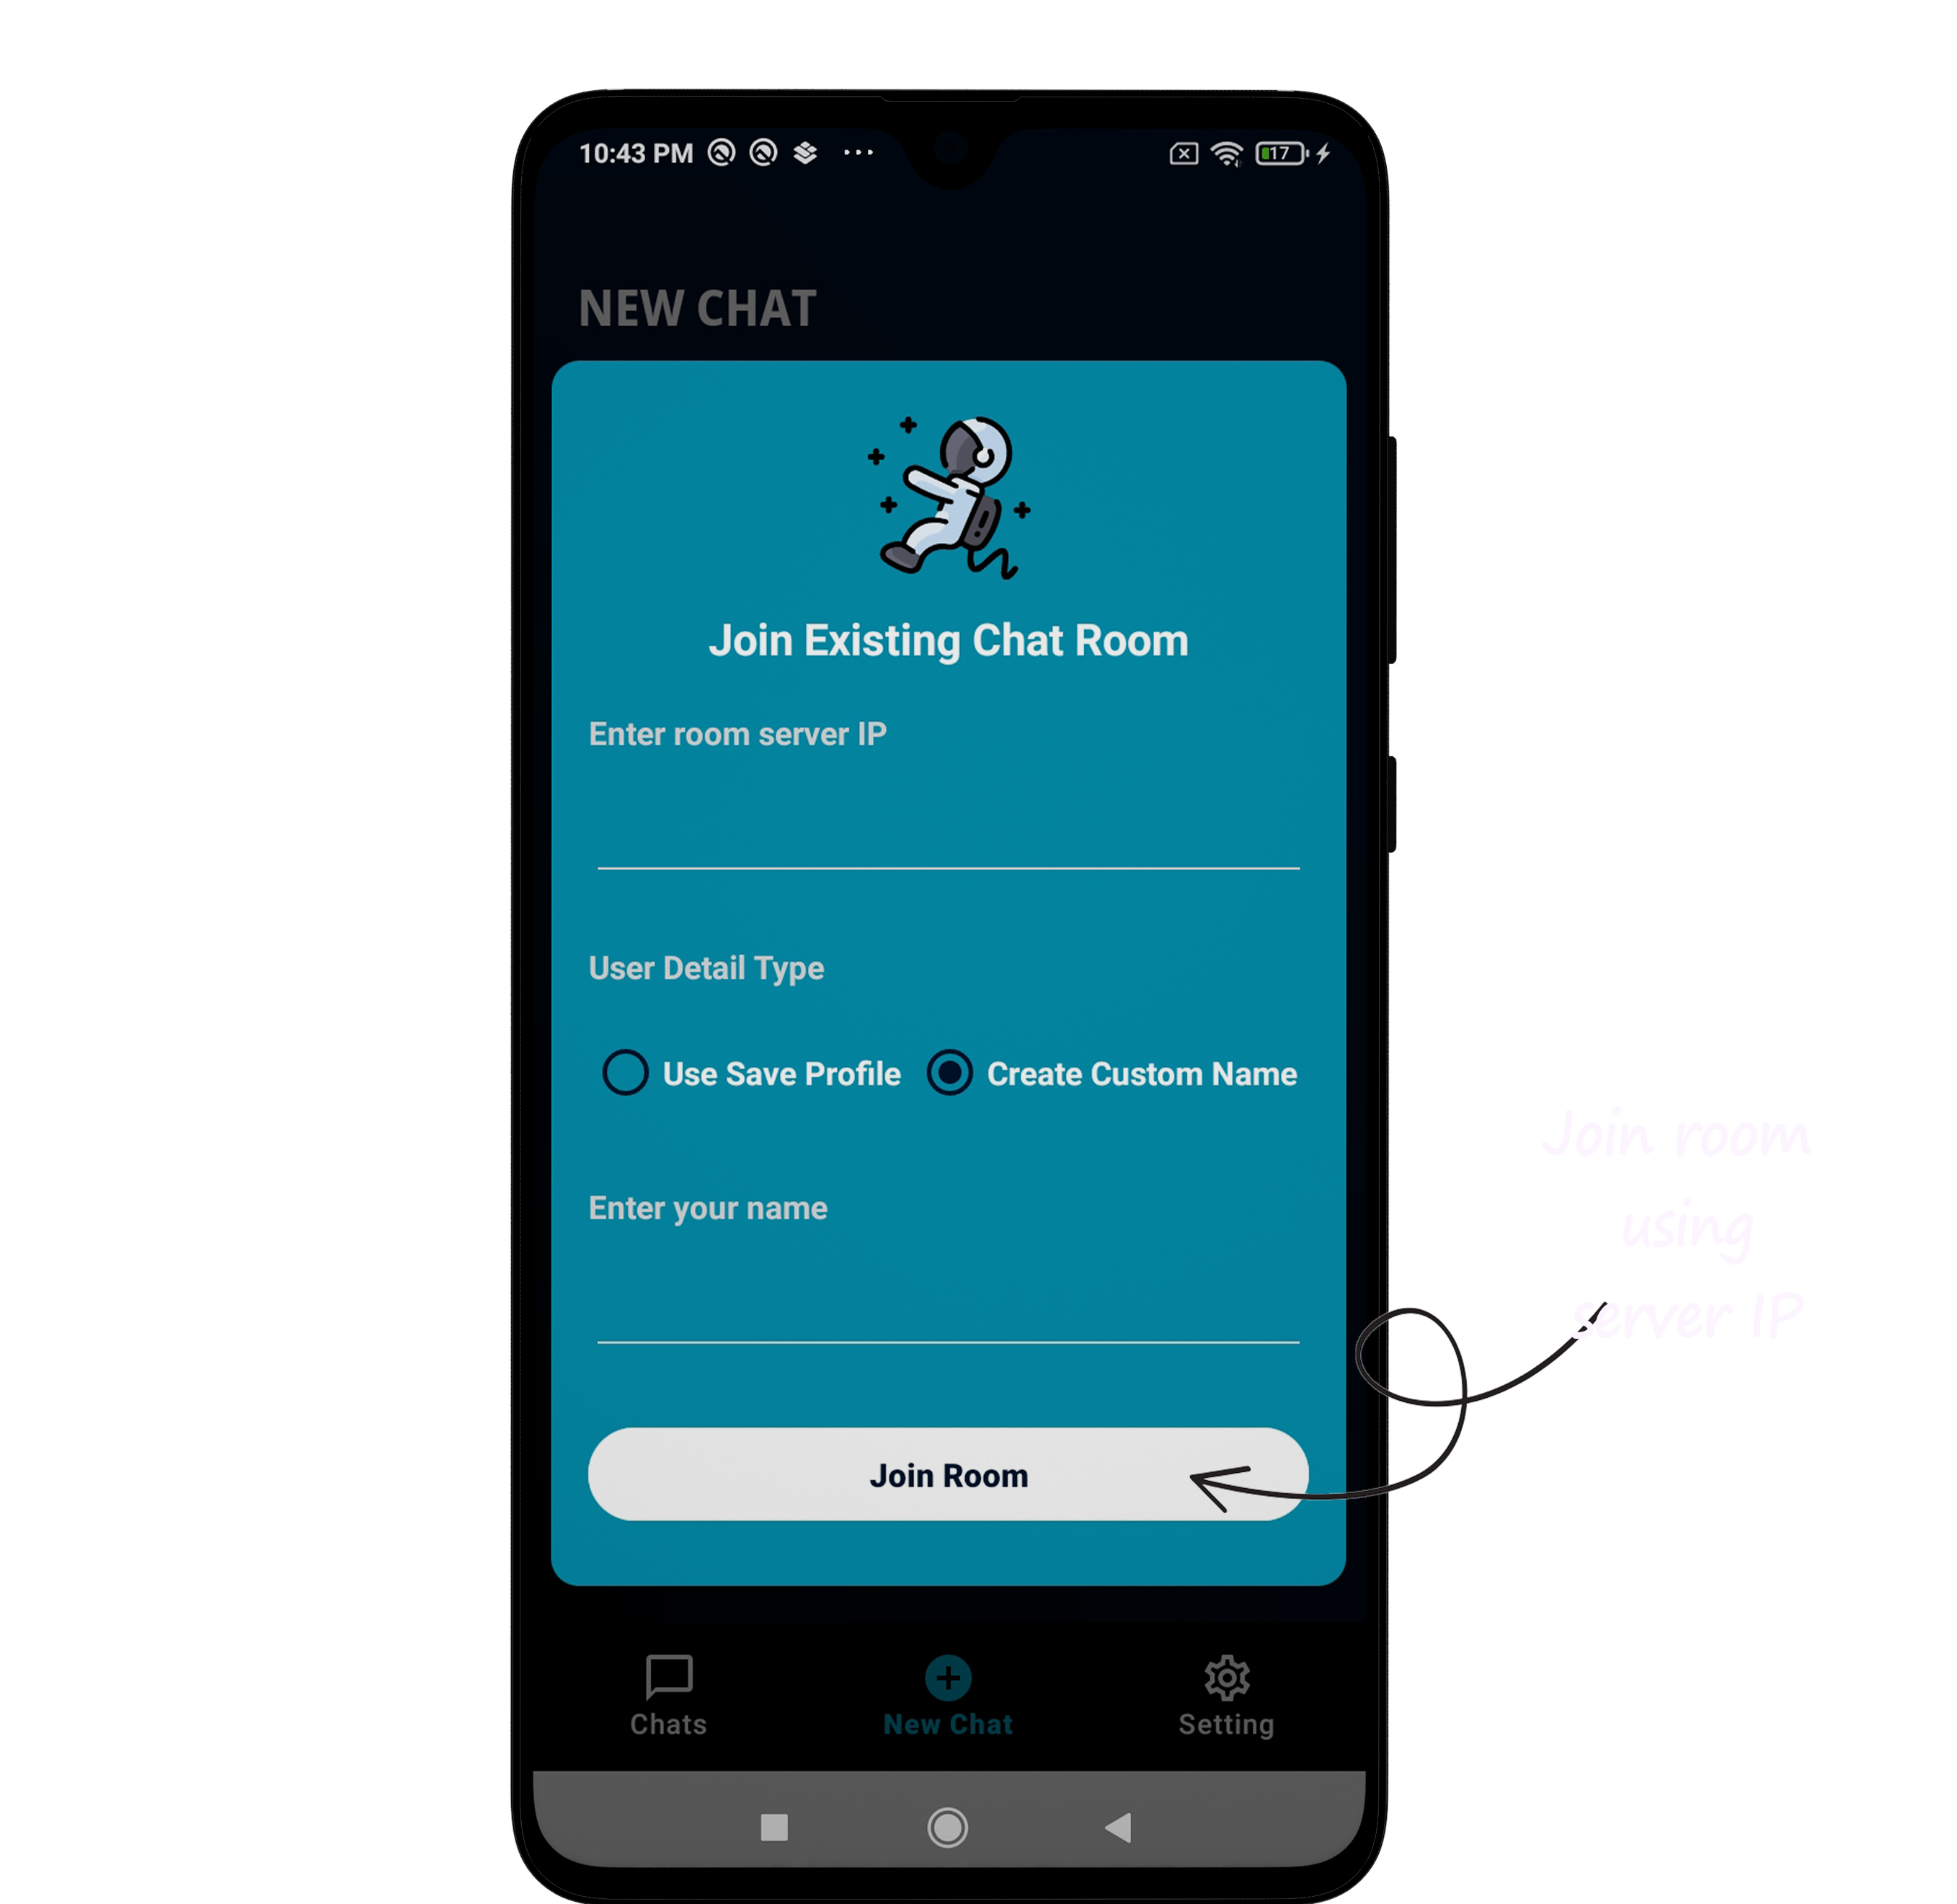 10:43 PM
17
NEW CHAT
Join Existing Chat Room
Enter room server IP
User Detail Type
Use Save Profile
Create Custom Name
Enter your name
Join Room
Join room
using
server IP
Chats
New Chat
Setting